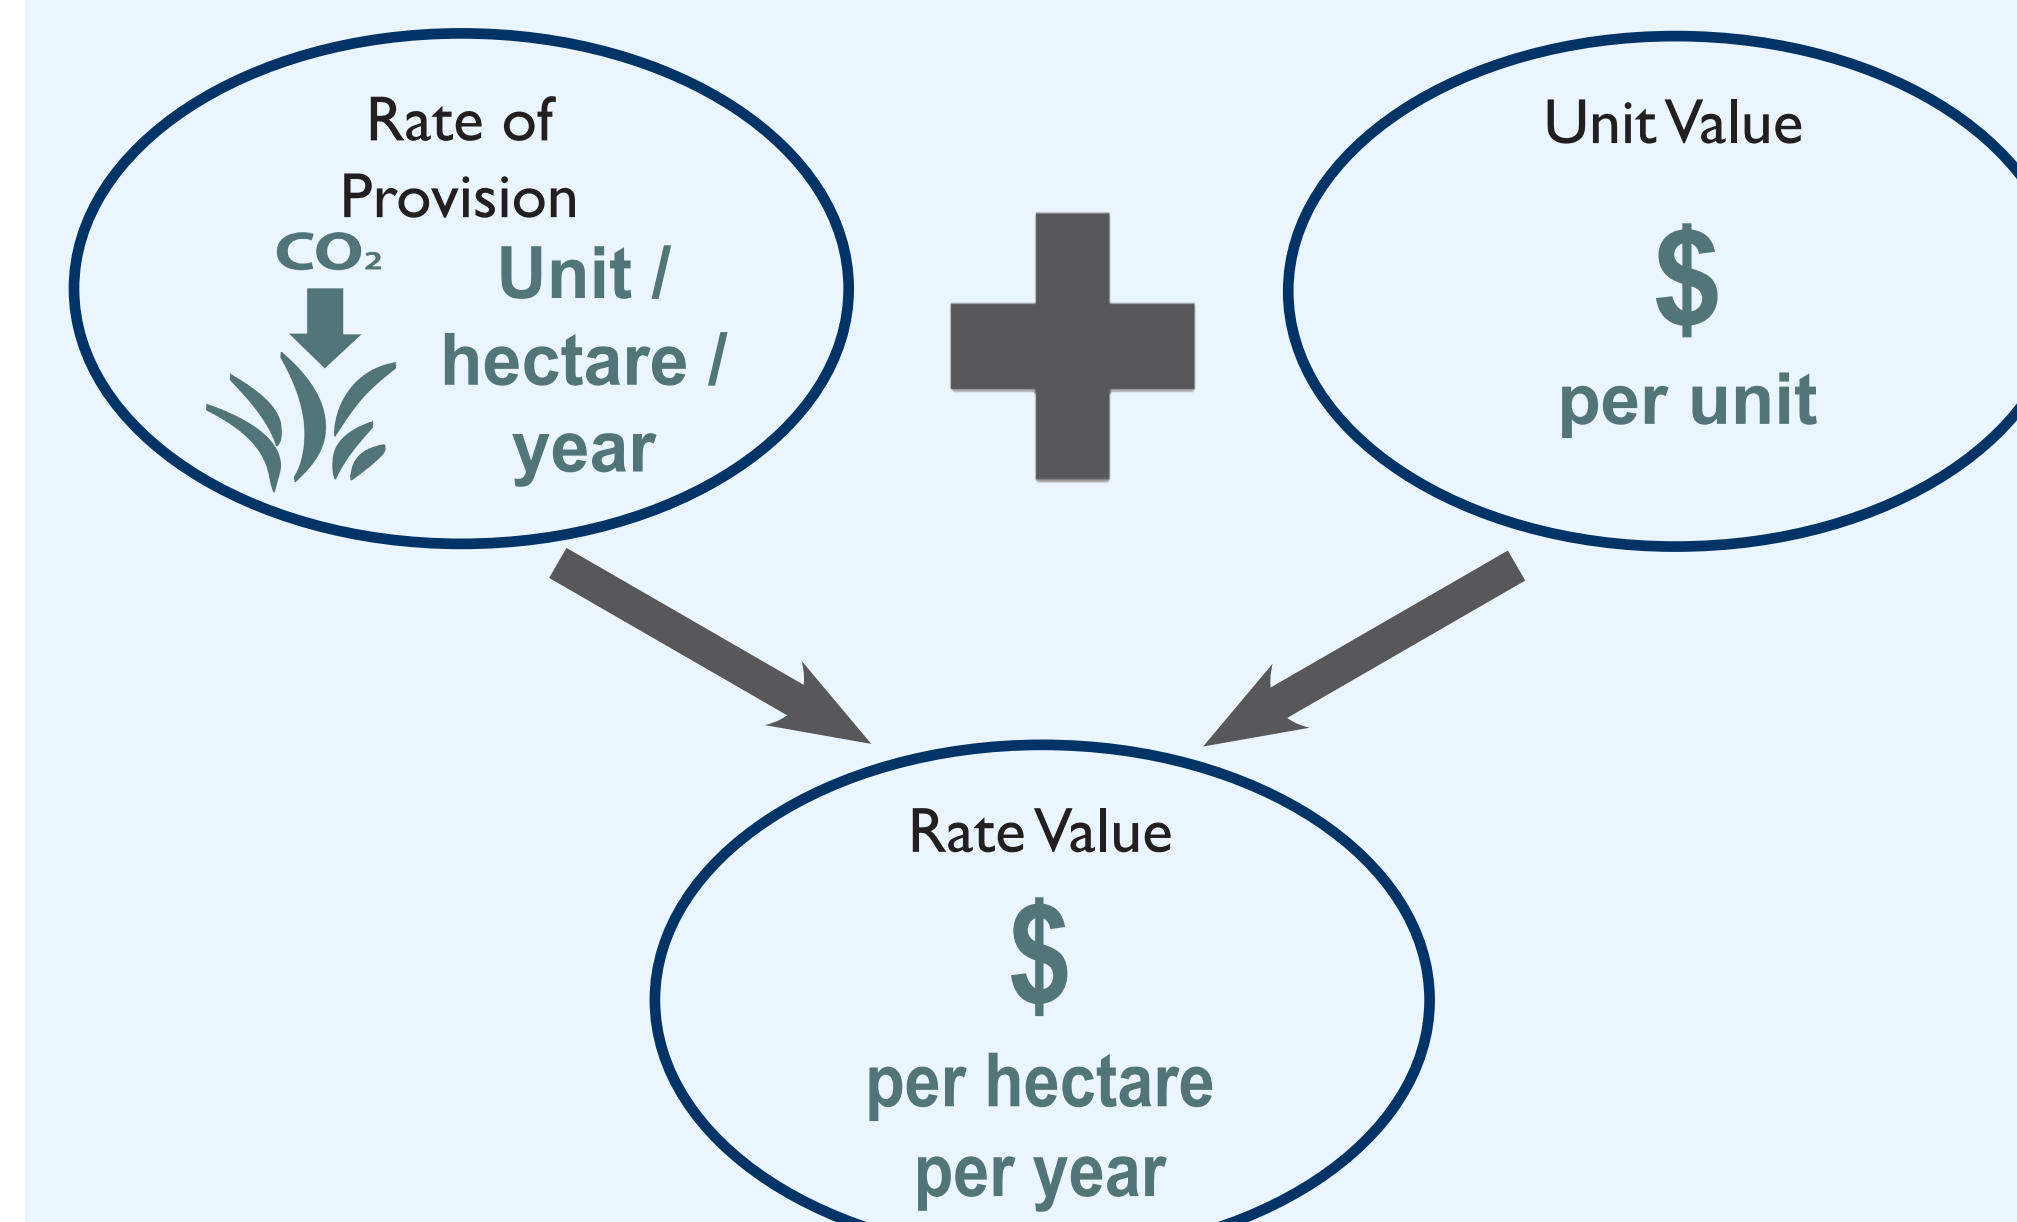 Rate of
Provision
CO₂
Unit /
hectare /
year
Unit Value
$
per unit
Rate Value
$
per hectare
per year